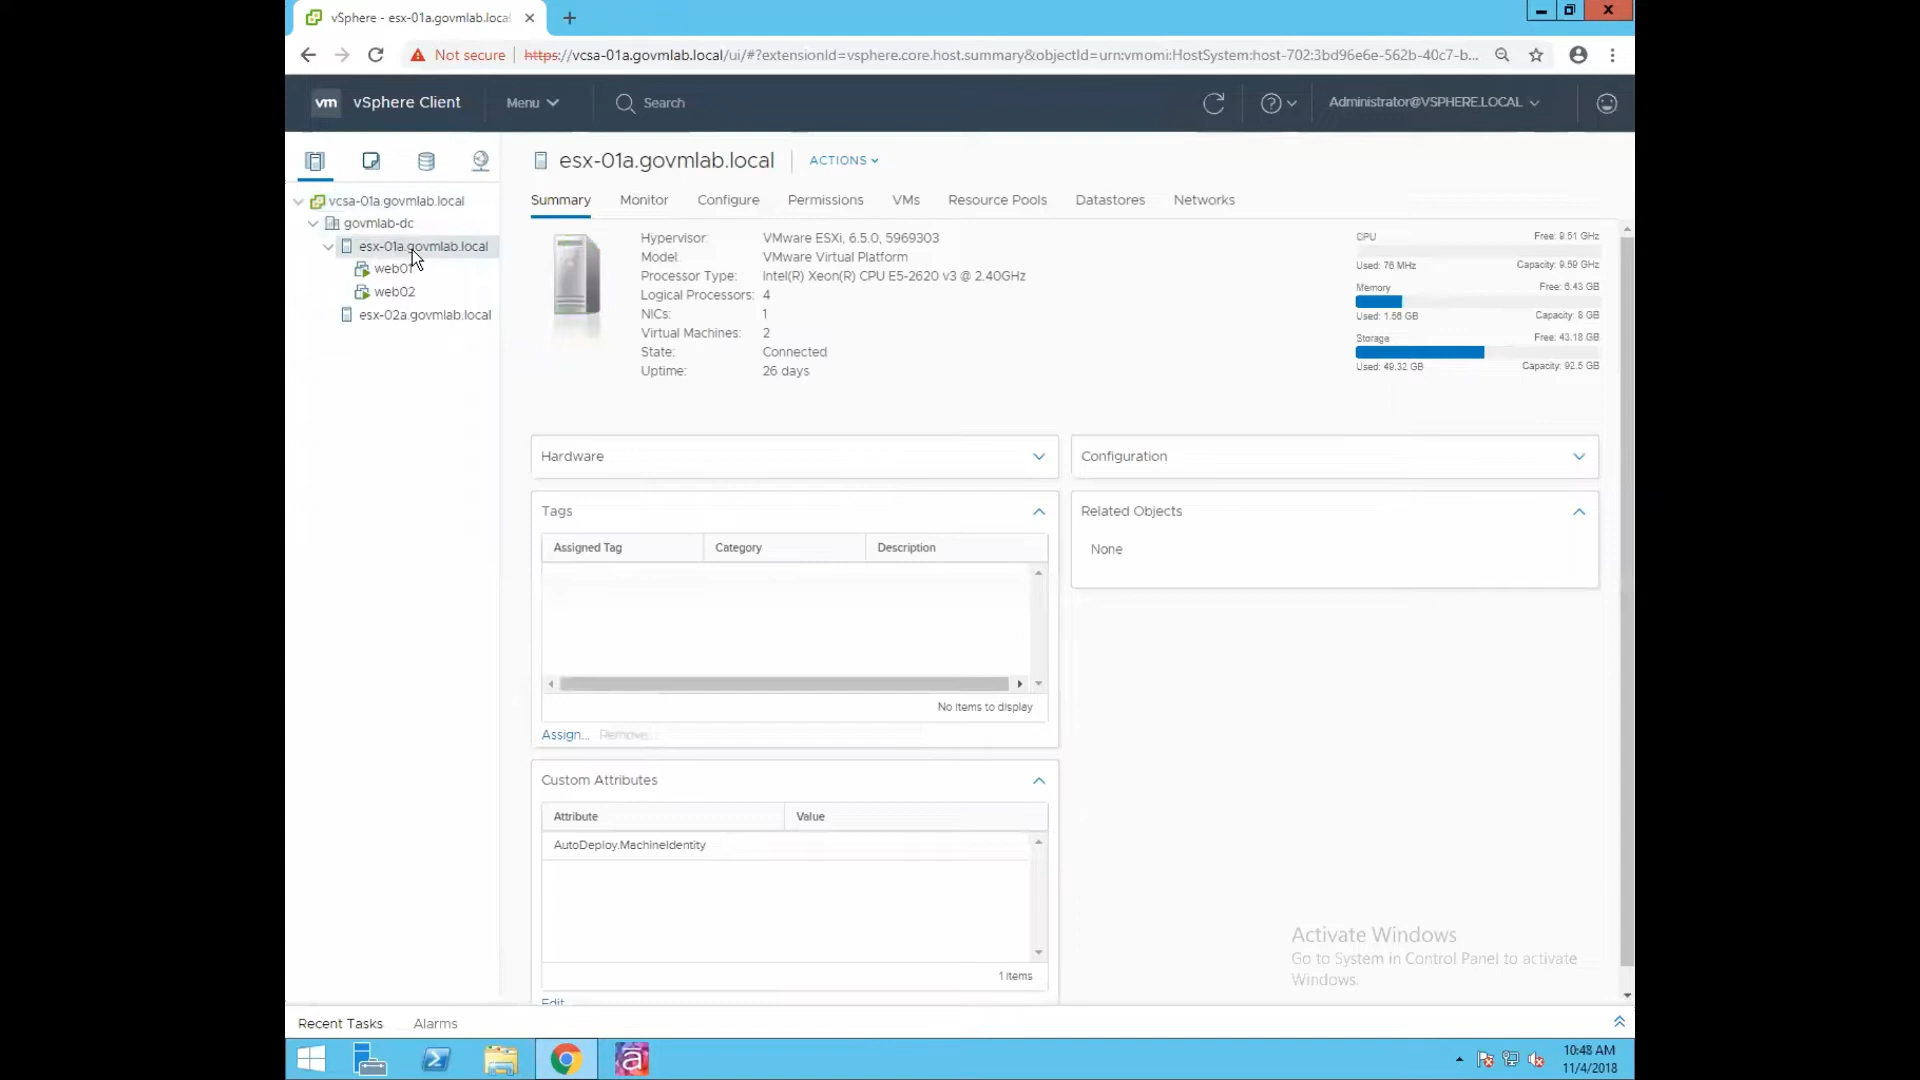 vSphere - esx-01a.govmlab.local
Not secure
https://vcsa-01a.govmlab.local/ui/#?extensionId=vsphere.core.host.summary&objectId=urn:vmomi:HostSystem:host-702:3bd96e6e-562b-40c7-b...
vm vSphere Client Menu Search Administrator@VSPHERE.LOCAL
esx-01a.govmlab.local ACTIONS
Summary Monitor Configure Permissions VMs Resource Pools Datastores Networks
vcsa-01a.govmlab.local
govmlab-dc
esx-01a.govmlab.local
web01
web02
esx-02a.govmlab.local
Hypervisor: VMware ESXi, 6.5.0, 5969303
Model: VMware Virtual Platform
Processor Type: Intel(R) Xeon(R) CPU E5-2620 v3 @ 2.40GHz
Logical Processors: 4
NICs: 1
Virtual Machines: 2
State: Connected
Uptime: 26 days
CPU Free: 9.51 GHz
Used: 76 MHz Capacity: 9.59 GHz
Memory Free: 6.43 GB
Used: 1.56 GB Capacity: 8 GB
Storage Free: 43.18 GB
Used: 49.32 GB Capacity: 92.5 GB
Hardware
Configuration
Tags
Assigned Tag Category Description
No items to display
Assign... Remove...
Related Objects
None
Custom Attributes
Attribute Value
AutoDeploy.MachineIdentity
1 items
Edit
Activate Windows
Go to System in Control Panel to activate
Windows.
Recent Tasks Alarms
10:48 AM
11/4/2018